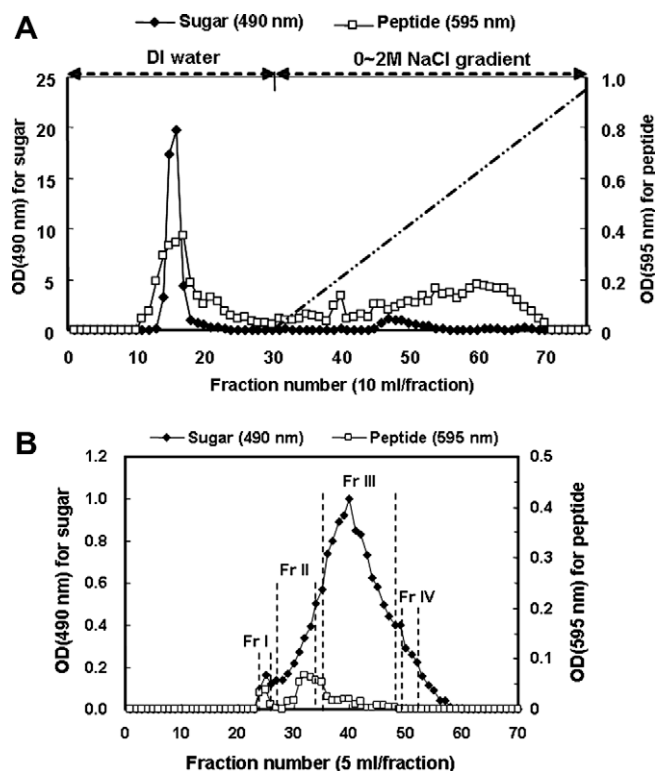 A
Sugar (490 nm) Peptide (595 nm)
DI water 0~2M NaCl gradient
OD(490 nm) for sugar
25
20
15
10
5
0
1.0
0.8
0.6
0.4
0.2
0
OD(595 nm) for peptide
0 10 20 30 40 50 60 70
Fraction number (10 ml/fraction)
B
Sugar (490 nm) Peptide (595 nm)
OD(490 nm) for sugar
1.2
1.0
0.8
0.6
0.4
0.2
0.0
Fr I
Fr II
Fr III
Fr IV
0.5
0.4
0.3
0.2
0.1
0
OD(595 nm) for peptide
0 10 20 30 40 50 60 70
Fraction number (5 ml/fraction)